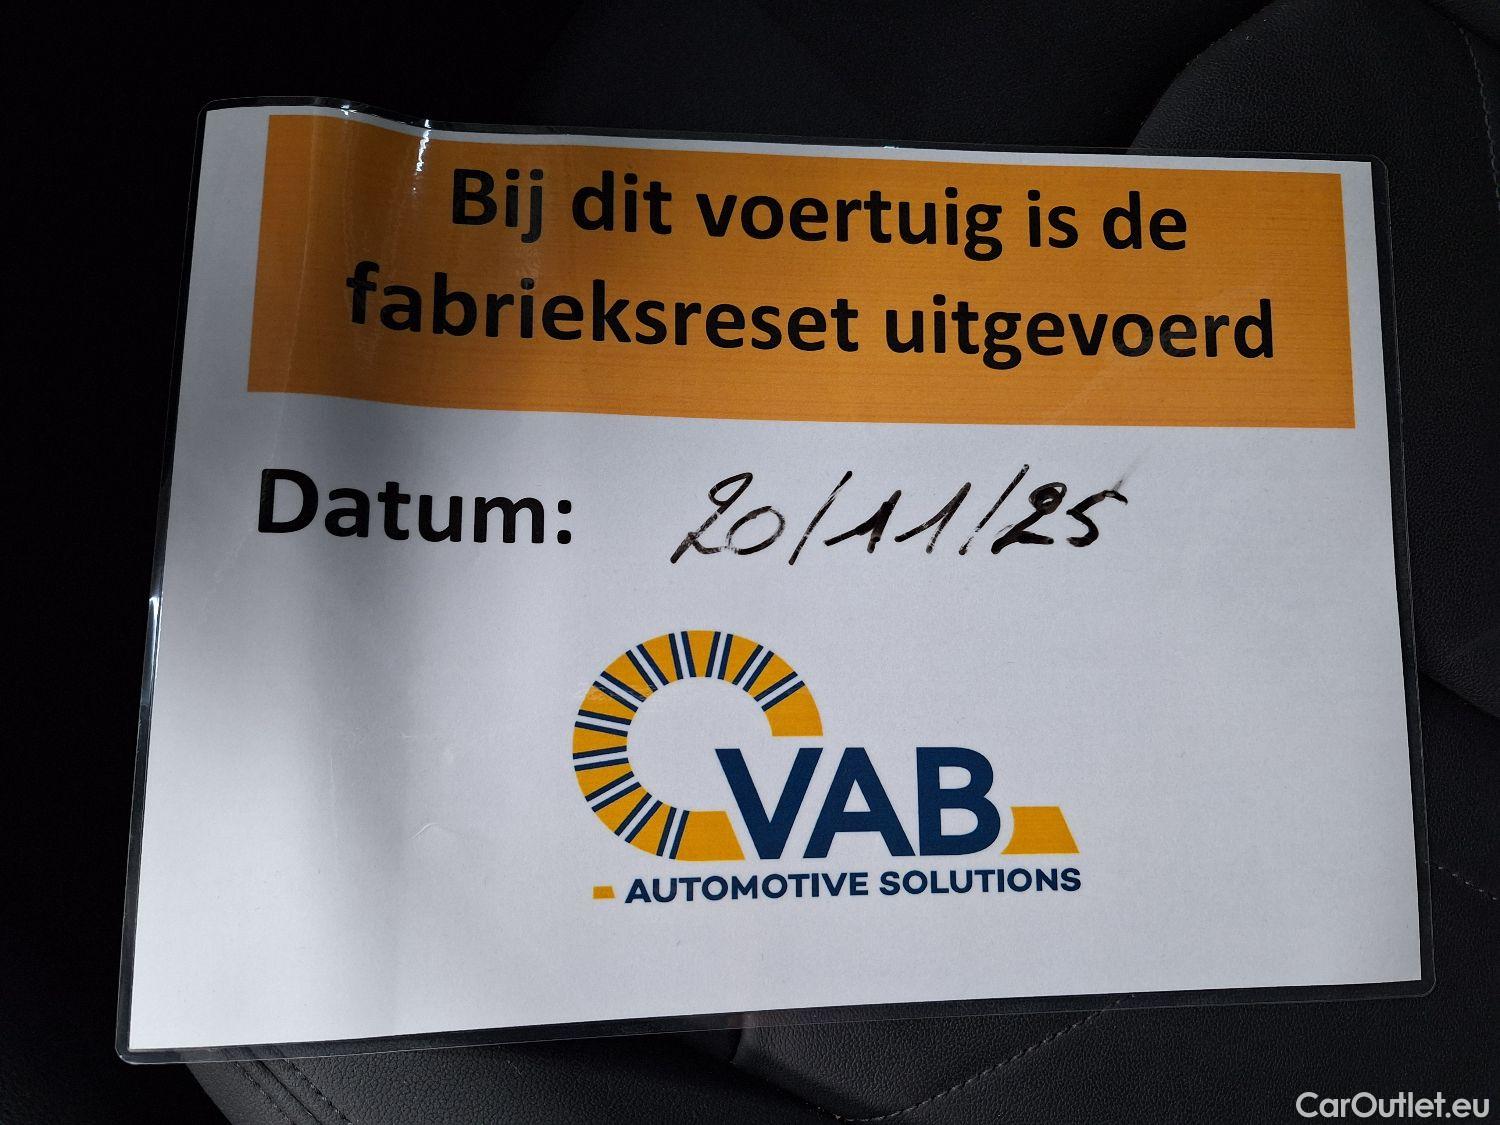 Bij dit voertuig is de
fabrieksreset uitgevoerd
Datum: 20/11/25
VAB
AUTOMOTIVE SOLUTIONS
CarOutlet.eu